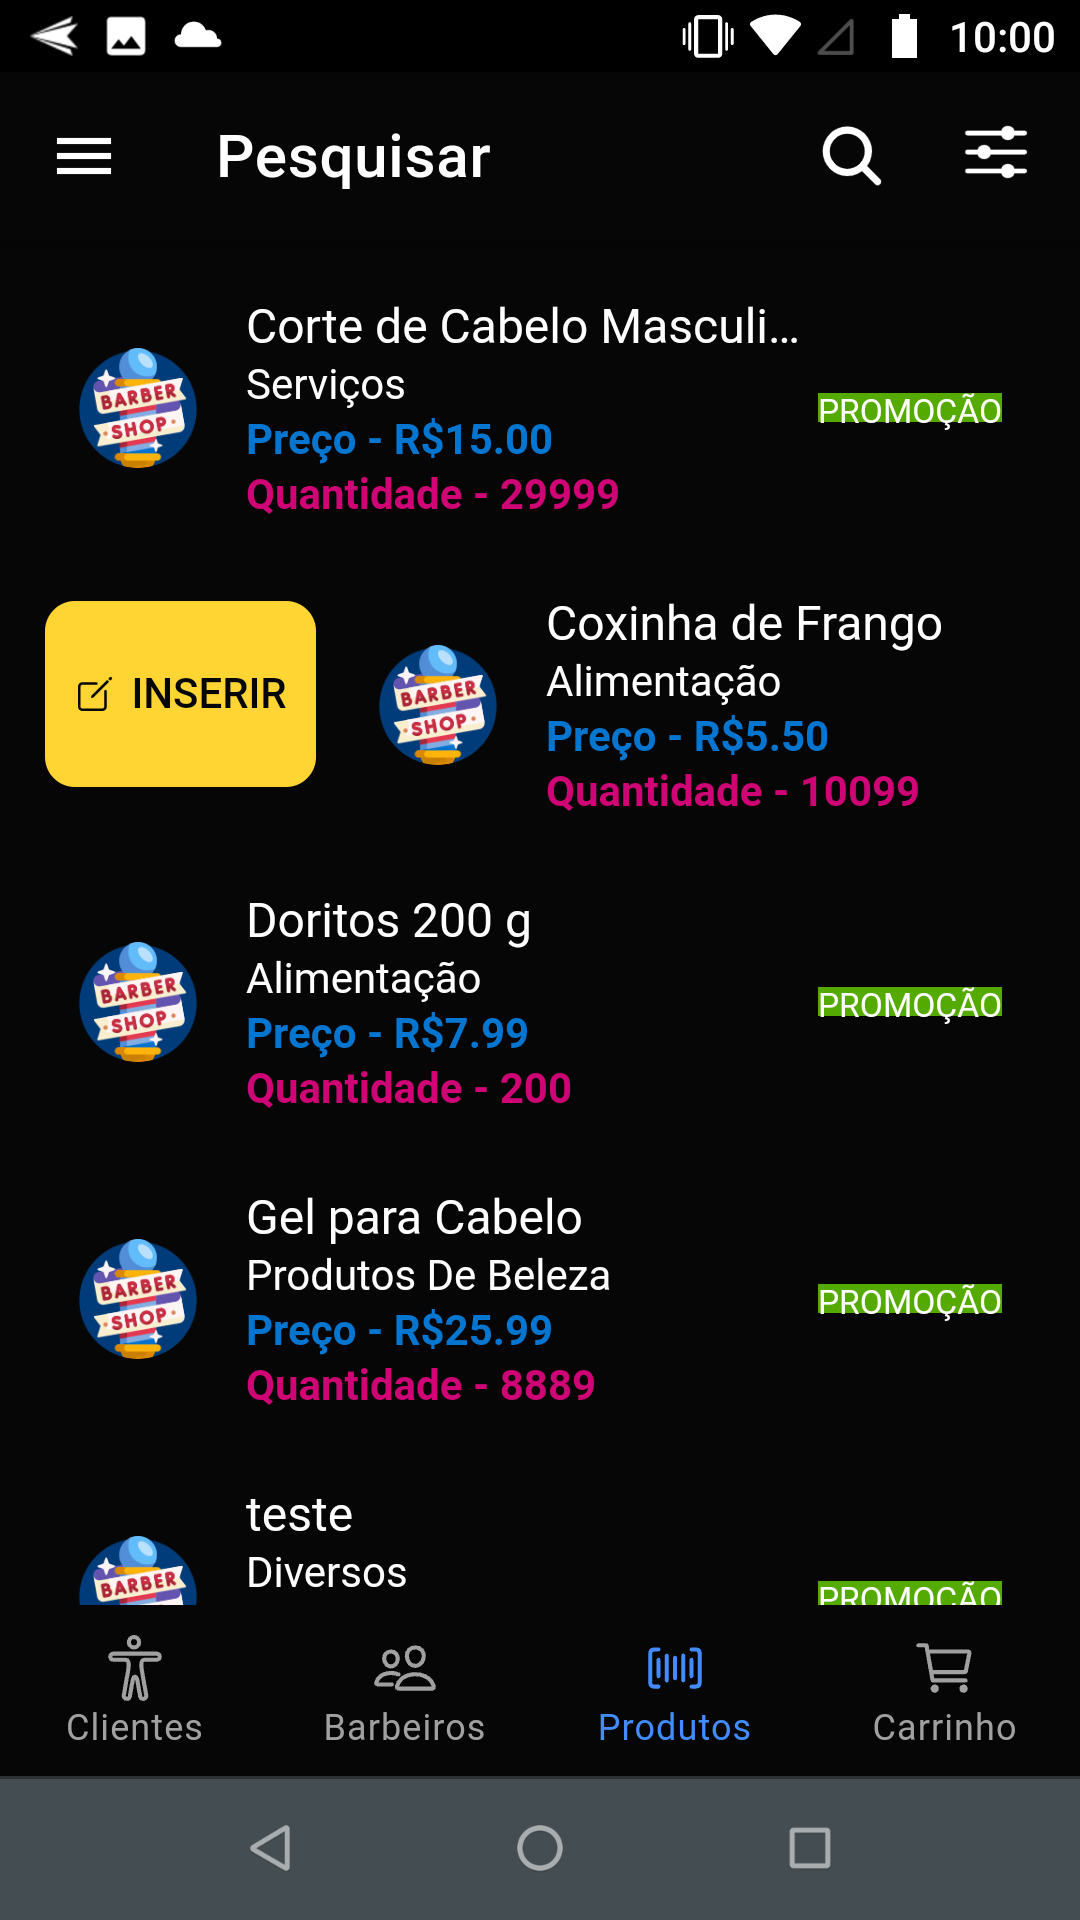 10:00
Pesquisar
Corte de Cabelo Masculi...
Serviços
Preço - R$15.00
Quantidade - 29999
PROMOÇÃO
BARBER
SHOP
INSERIR
Coxinha de Frango
Alimentação
Preço - R$5.50
Quantidade - 10099
BARBER
SHOP
Doritos 200 g
Alimentação
Preço - R$7.99
Quantidade - 200
PROMOÇÃO
BARBER
SHOP
Gel para Cabelo
Produtos De Beleza
Preço - R$25.99
Quantidade - 8889
PROMOÇÃO
BARBER
SHOP
teste
Diversos
PROMOÇÃO
BARBER
Clientes
Barbeiros
Produtos
Carrinho